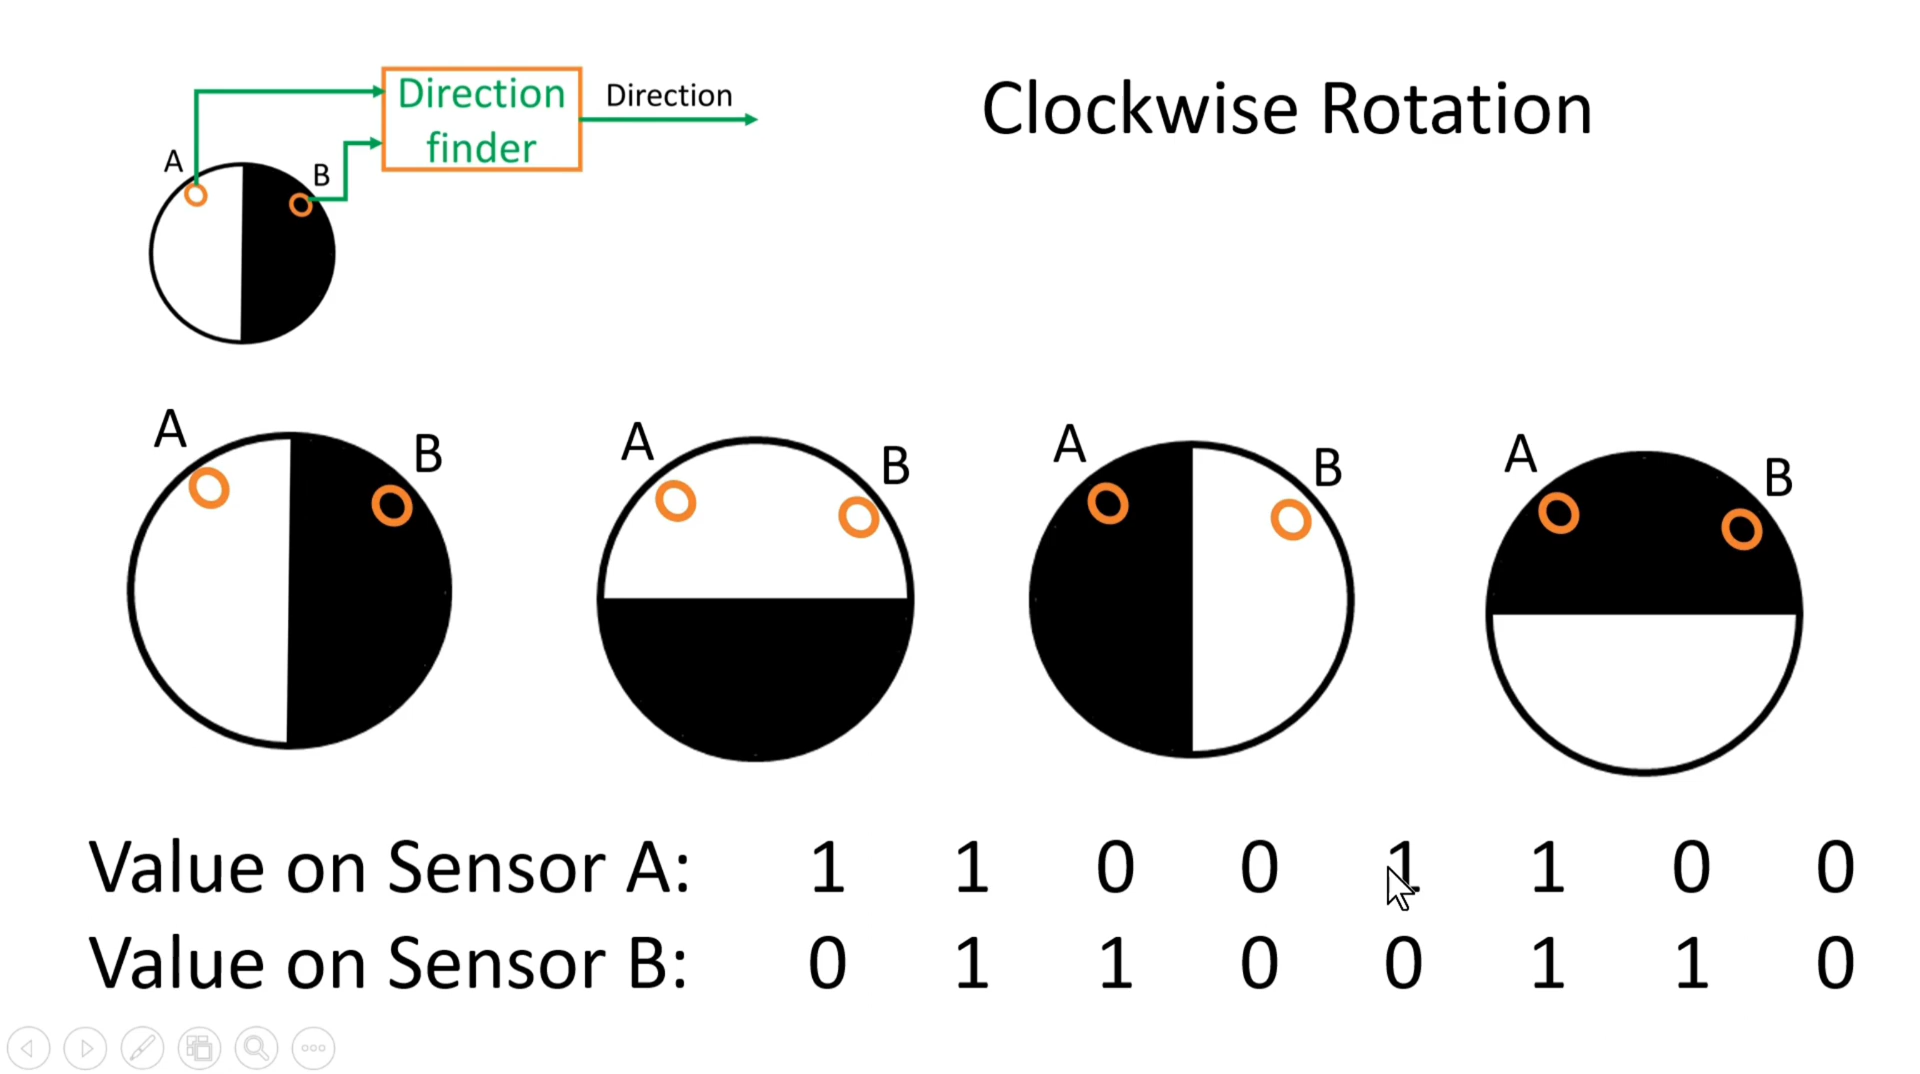 Direction finder
Direction
Clockwise Rotation
A
B
A
B
A
B
A
B
A
B
Value on Sensor A: 1 1 0 0 1 1 0 0
Value on Sensor B: 0 1 1 0 0 1 1 0